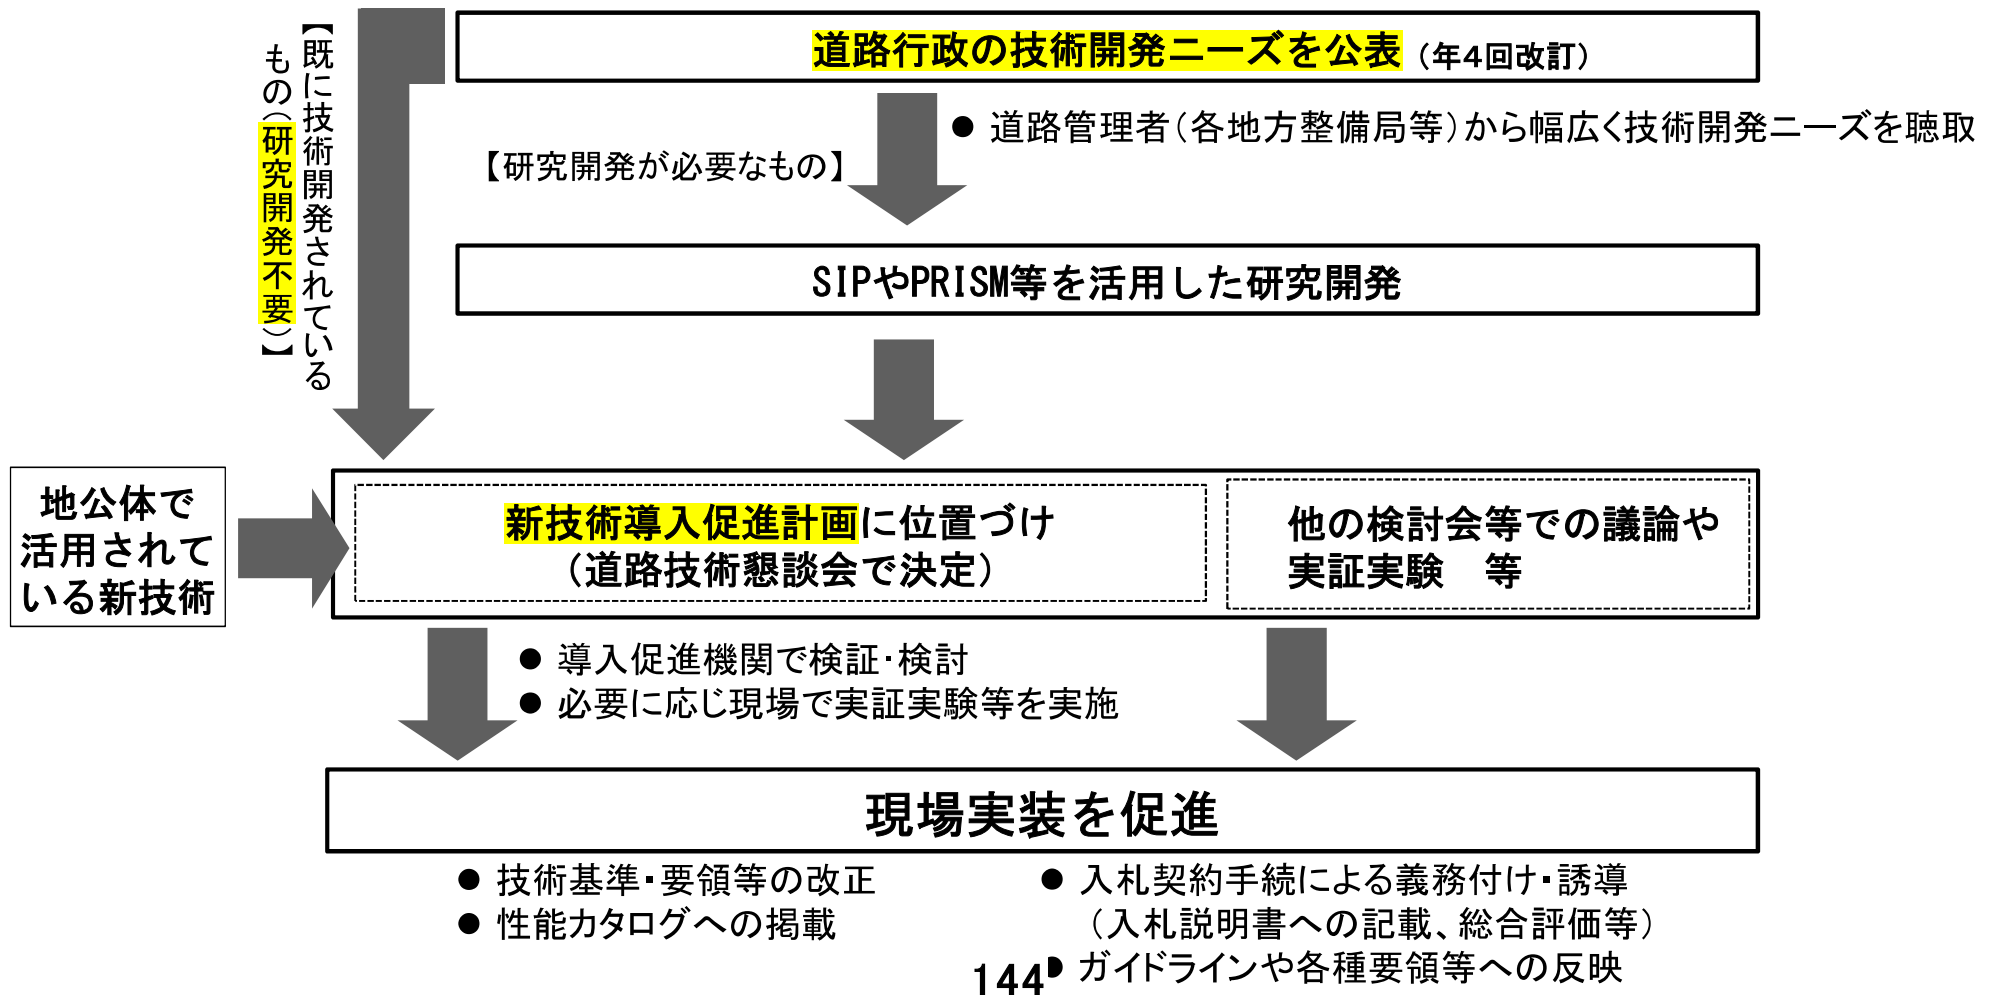 道路行政の技術開発ニーズを公表（年４回改訂）
【既に技術開発されている
もの（研究開発不要）】
● 道路管理者（各地方整備局等）から幅広く技術開発ニーズを聴取
【研究開発が必要なもの】
SIPやPRISM等を活用した研究開発
地公体で
活用されて
いる新技術
新技術導入促進計画に位置づけ
（道路技術懇談会で決定）
他の検討会等での議論や
実証実験　等
● 導入促進機関で検証・検討
● 必要に応じ現場で実証実験等を実施
現場実装を促進
● 技術基準・要領等の改正
● 性能カタログへの掲載
● 入札契約手続による義務付け・誘導
（入札説明書への記載、総合評価等）
● ガイドラインや各種要領等への反映
144